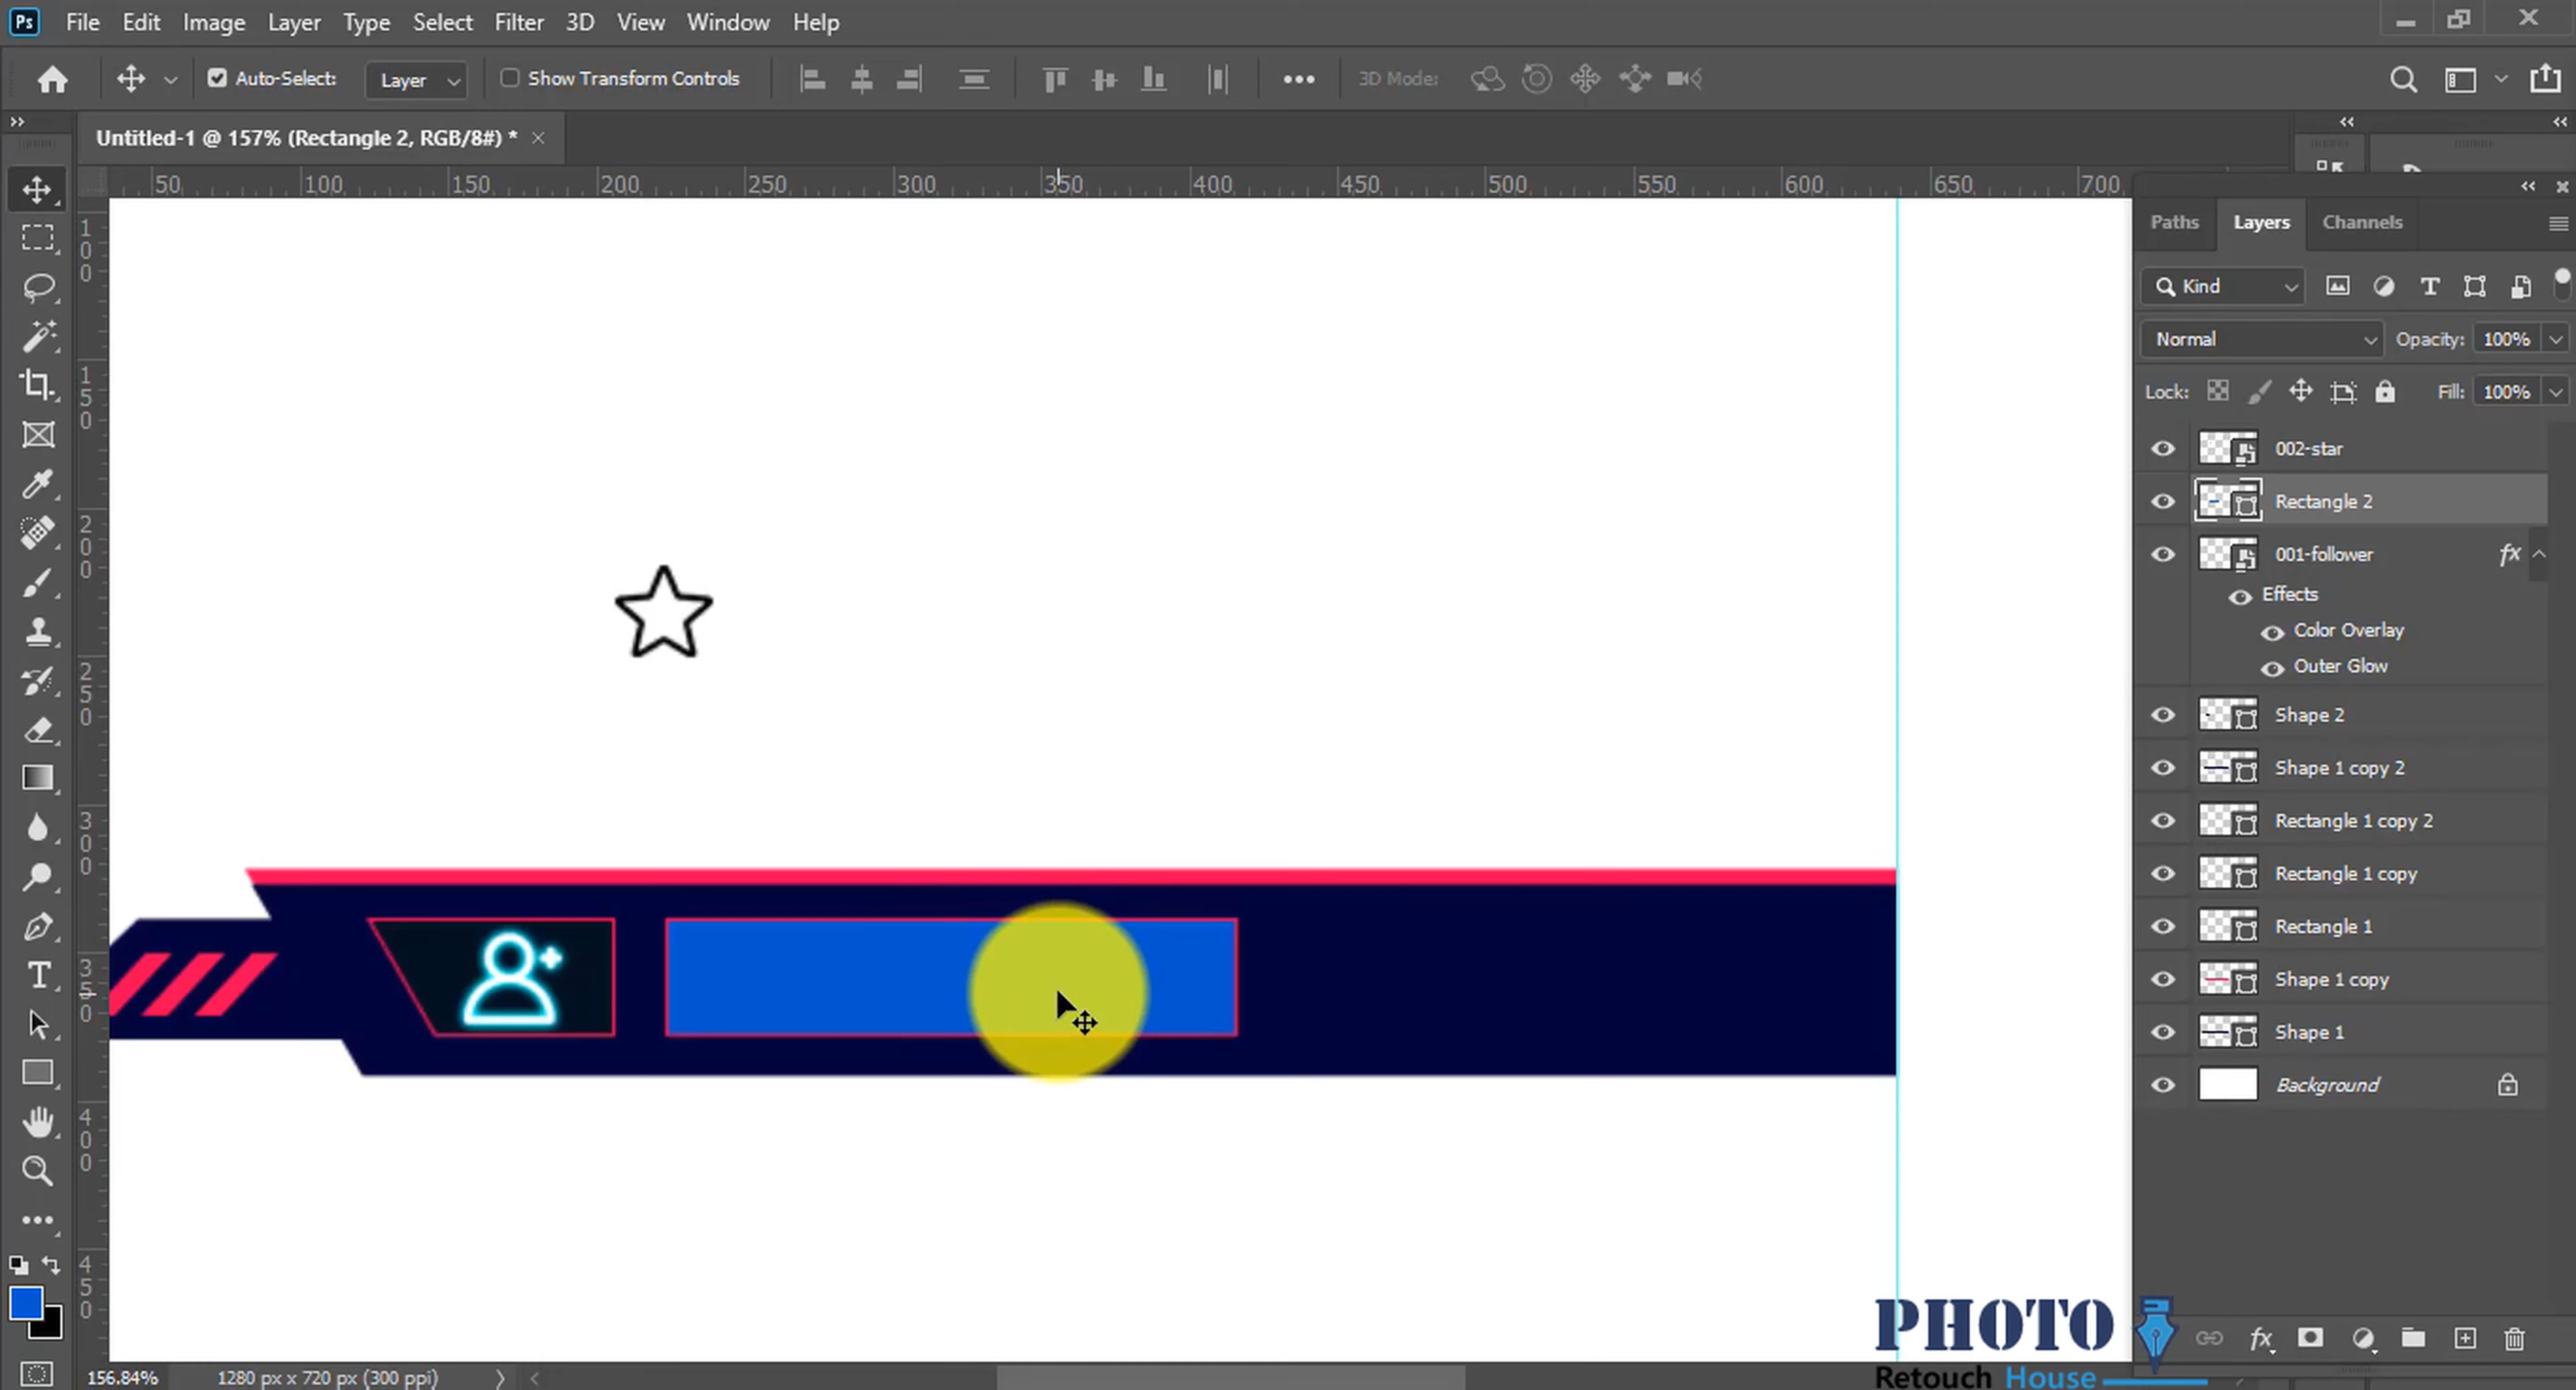 Ps File Edit Image Layer Type Select Filter 3D View Window Help
Auto-Select: Layer Show Transform Controls 3D Mode:
Untitled-1 @ 157% (Rectangle 2, RGB/8#) *
50 100 150 200 250 300 350 400 450 500 550 600 650 700
100
150
200
250
300
350
400
450
Paths Layers Channels
Kind
Normal Opacity: 100%
Lock: Fill: 100%
002-star
Rectangle 2
001-follower fx
Effects
Color Overlay
Outer Glow
Shape 2
Shape 1 copy 2
Rectangle 1 copy 2
Rectangle 1 copy
Rectangle 1
Shape 1 copy
Shape 1
Background
PHOTO
Retouch House
fx
156.84% 1280 px x 720 px (300 ppi)